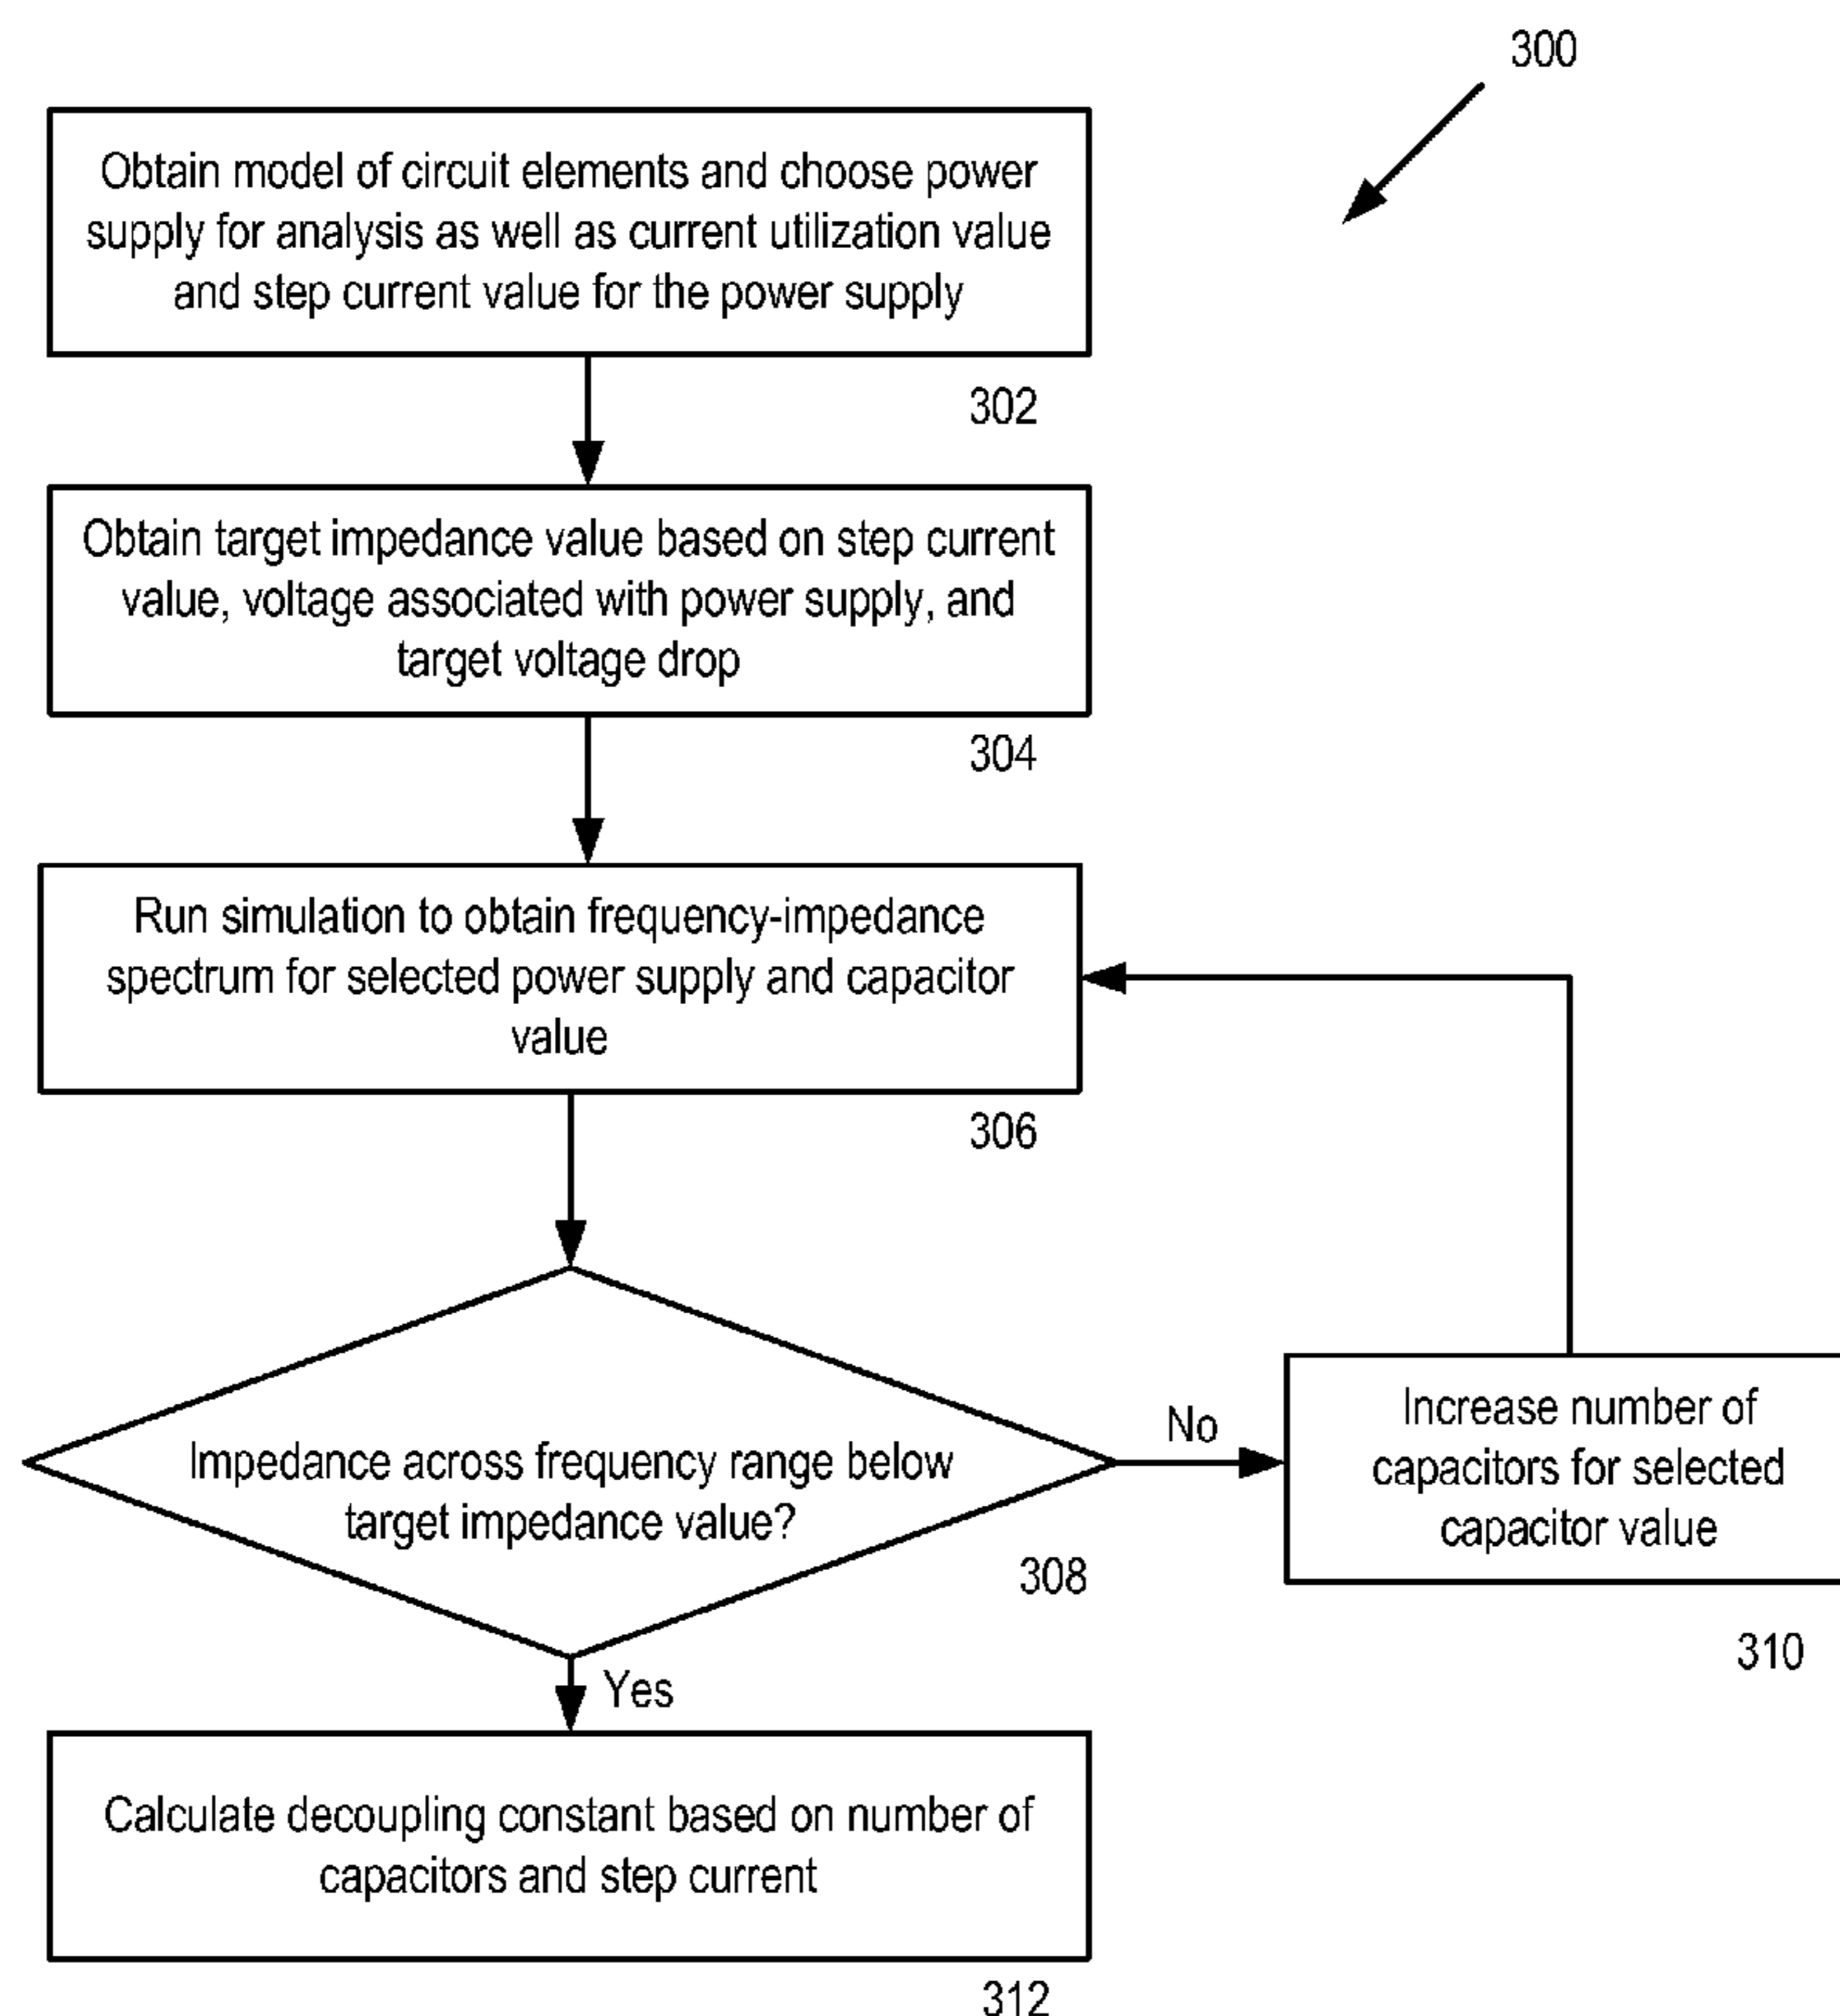 300
Obtain model of circuit elements and choose power
supply for analysis as well as current utilization value
and step current value for the power supply
302
Obtain target impedance value based on step current
value, voltage associated with power supply, and
target voltage drop
304
Run simulation to obtain frequency-impedance
spectrum for selected power supply and capacitor
value
306
Impedance across frequency range below
target impedance value?
308
No
Increase number of
capacitors for selected
capacitor value
310
Yes
Calculate decoupling constant based on number of
capacitors and step current
312